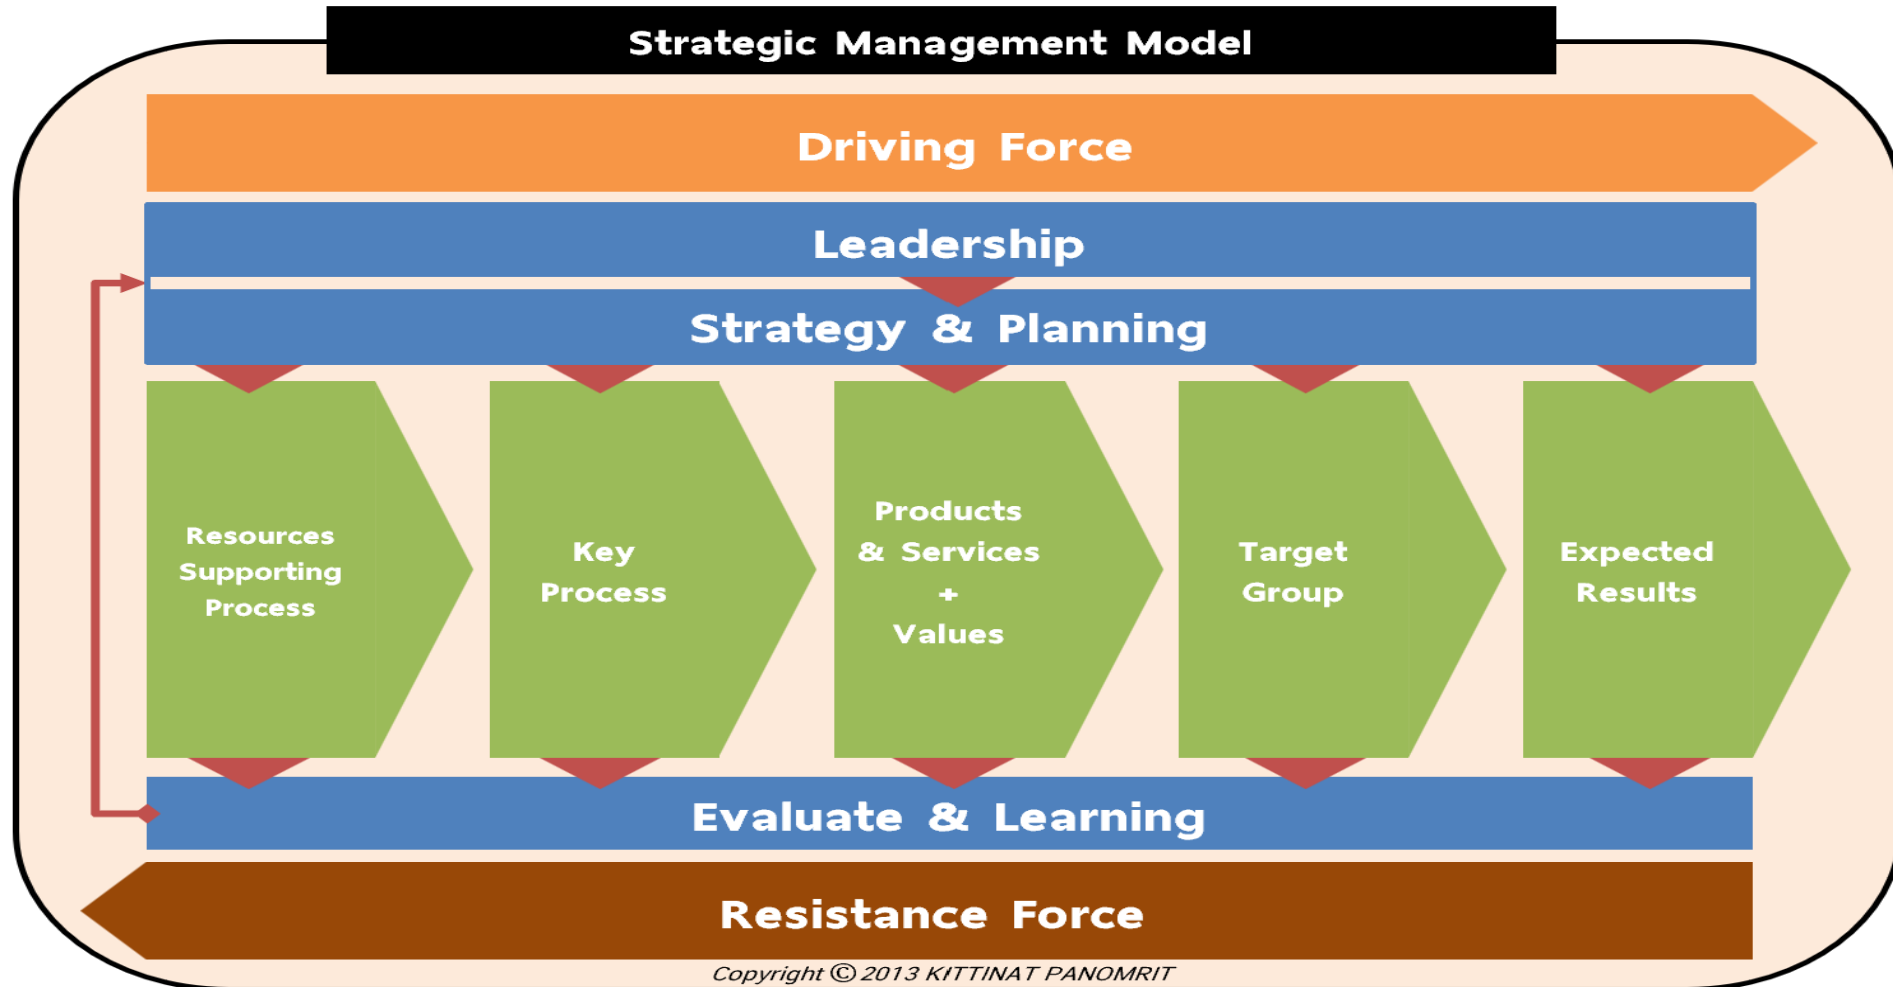 Strategic Management Model
Driving Force
Leadership
Strategy & Planning
Resources
Supporting
Process
Key
Process
Products
& Services
+
Values
Target
Group
Expected
Results
Evaluate & Learning
Resistance Force
Copyright © 2013 KITTINAT PANOMRIT